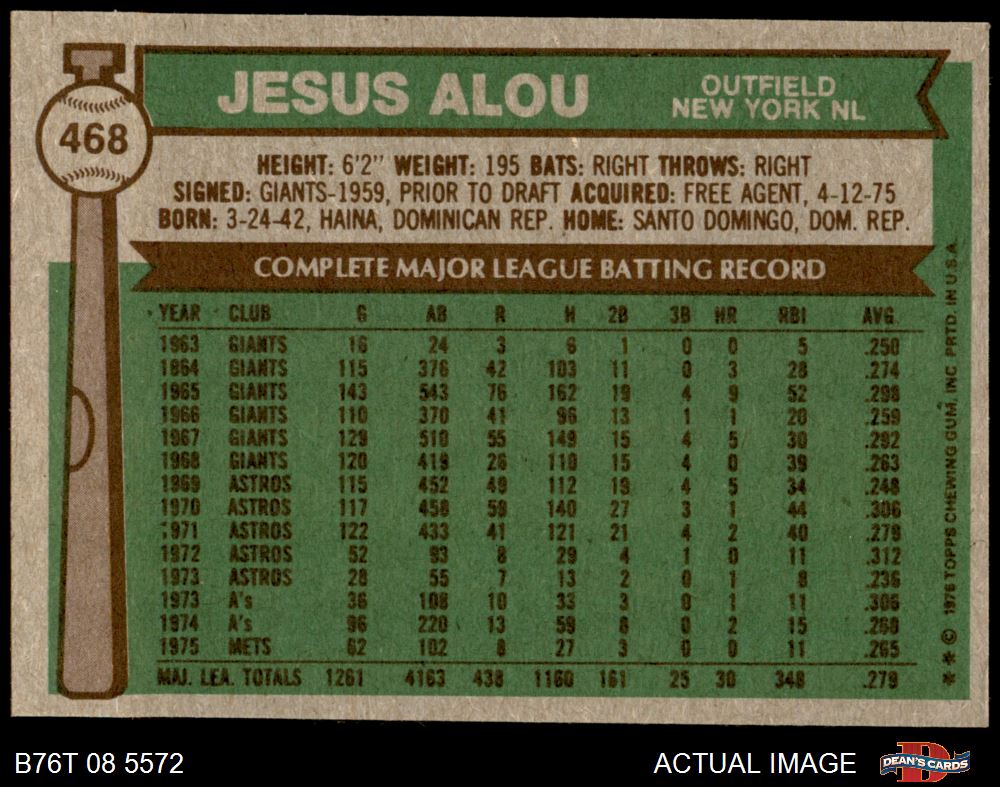 JESUS ALOU
OUTFIELD
NEW YORK NL
468
HEIGHT: 6'2" WEIGHT: 195 BATS: RIGHT THROWS: RIGHT
SIGNED: GIANTS-1959, PRIOR TO DRAFT ACQUIRED: FREE AGENT, 4-12-75
BORN: 3-24-42, HAINA, DOMINICAN REP. HOME: SANTO DOMINGO, DOM. REP.
COMPLETE MAJOR LEAGUE BATTING RECORD
YEAR CLUB G AB R H 2B 3B HR RBI AVG.
1963 GIANTS 16 24 3 6 1 0 0 5 .250
1964 GIANTS 115 376 42 103 11 0 3 28 .274
1965 GIANTS 143 543 76 162 19 4 9 52 .298
1966 GIANTS 110 370 41 96 13 1 1 20 .259
1967 GIANTS 129 510 55 149 15 4 5 30 .292
1968 GIANTS 120 419 26 110 15 4 0 39 .263
1969 ASTROS 115 452 49 112 19 4 5 34 .248
1970 ASTROS 117 458 59 140 27 3 1 44 .306
1971 ASTROS 122 433 41 121 21 4 2 40 .279
1972 ASTROS 52 93 8 29 4 1 0 11 .312
1973 ASTROS 28 55 7 13 2 0 1 8 .236
1973 A's 36 108 10 33 3 0 1 11 .306
1974 A's 96 220 13 59 8 0 2 15 .268
1975 METS 62 102 8 27 3 0 0 11 .265
MAJ. LEA. TOTALS 1261 4163 438 1160 161 25 30 348 .279
* * © 1976 TOPPS CHEWING GUM, INC PRTD. IN U.S.A.
B76T 08 5572
ACTUAL IMAGE
DEAN'S CARDS